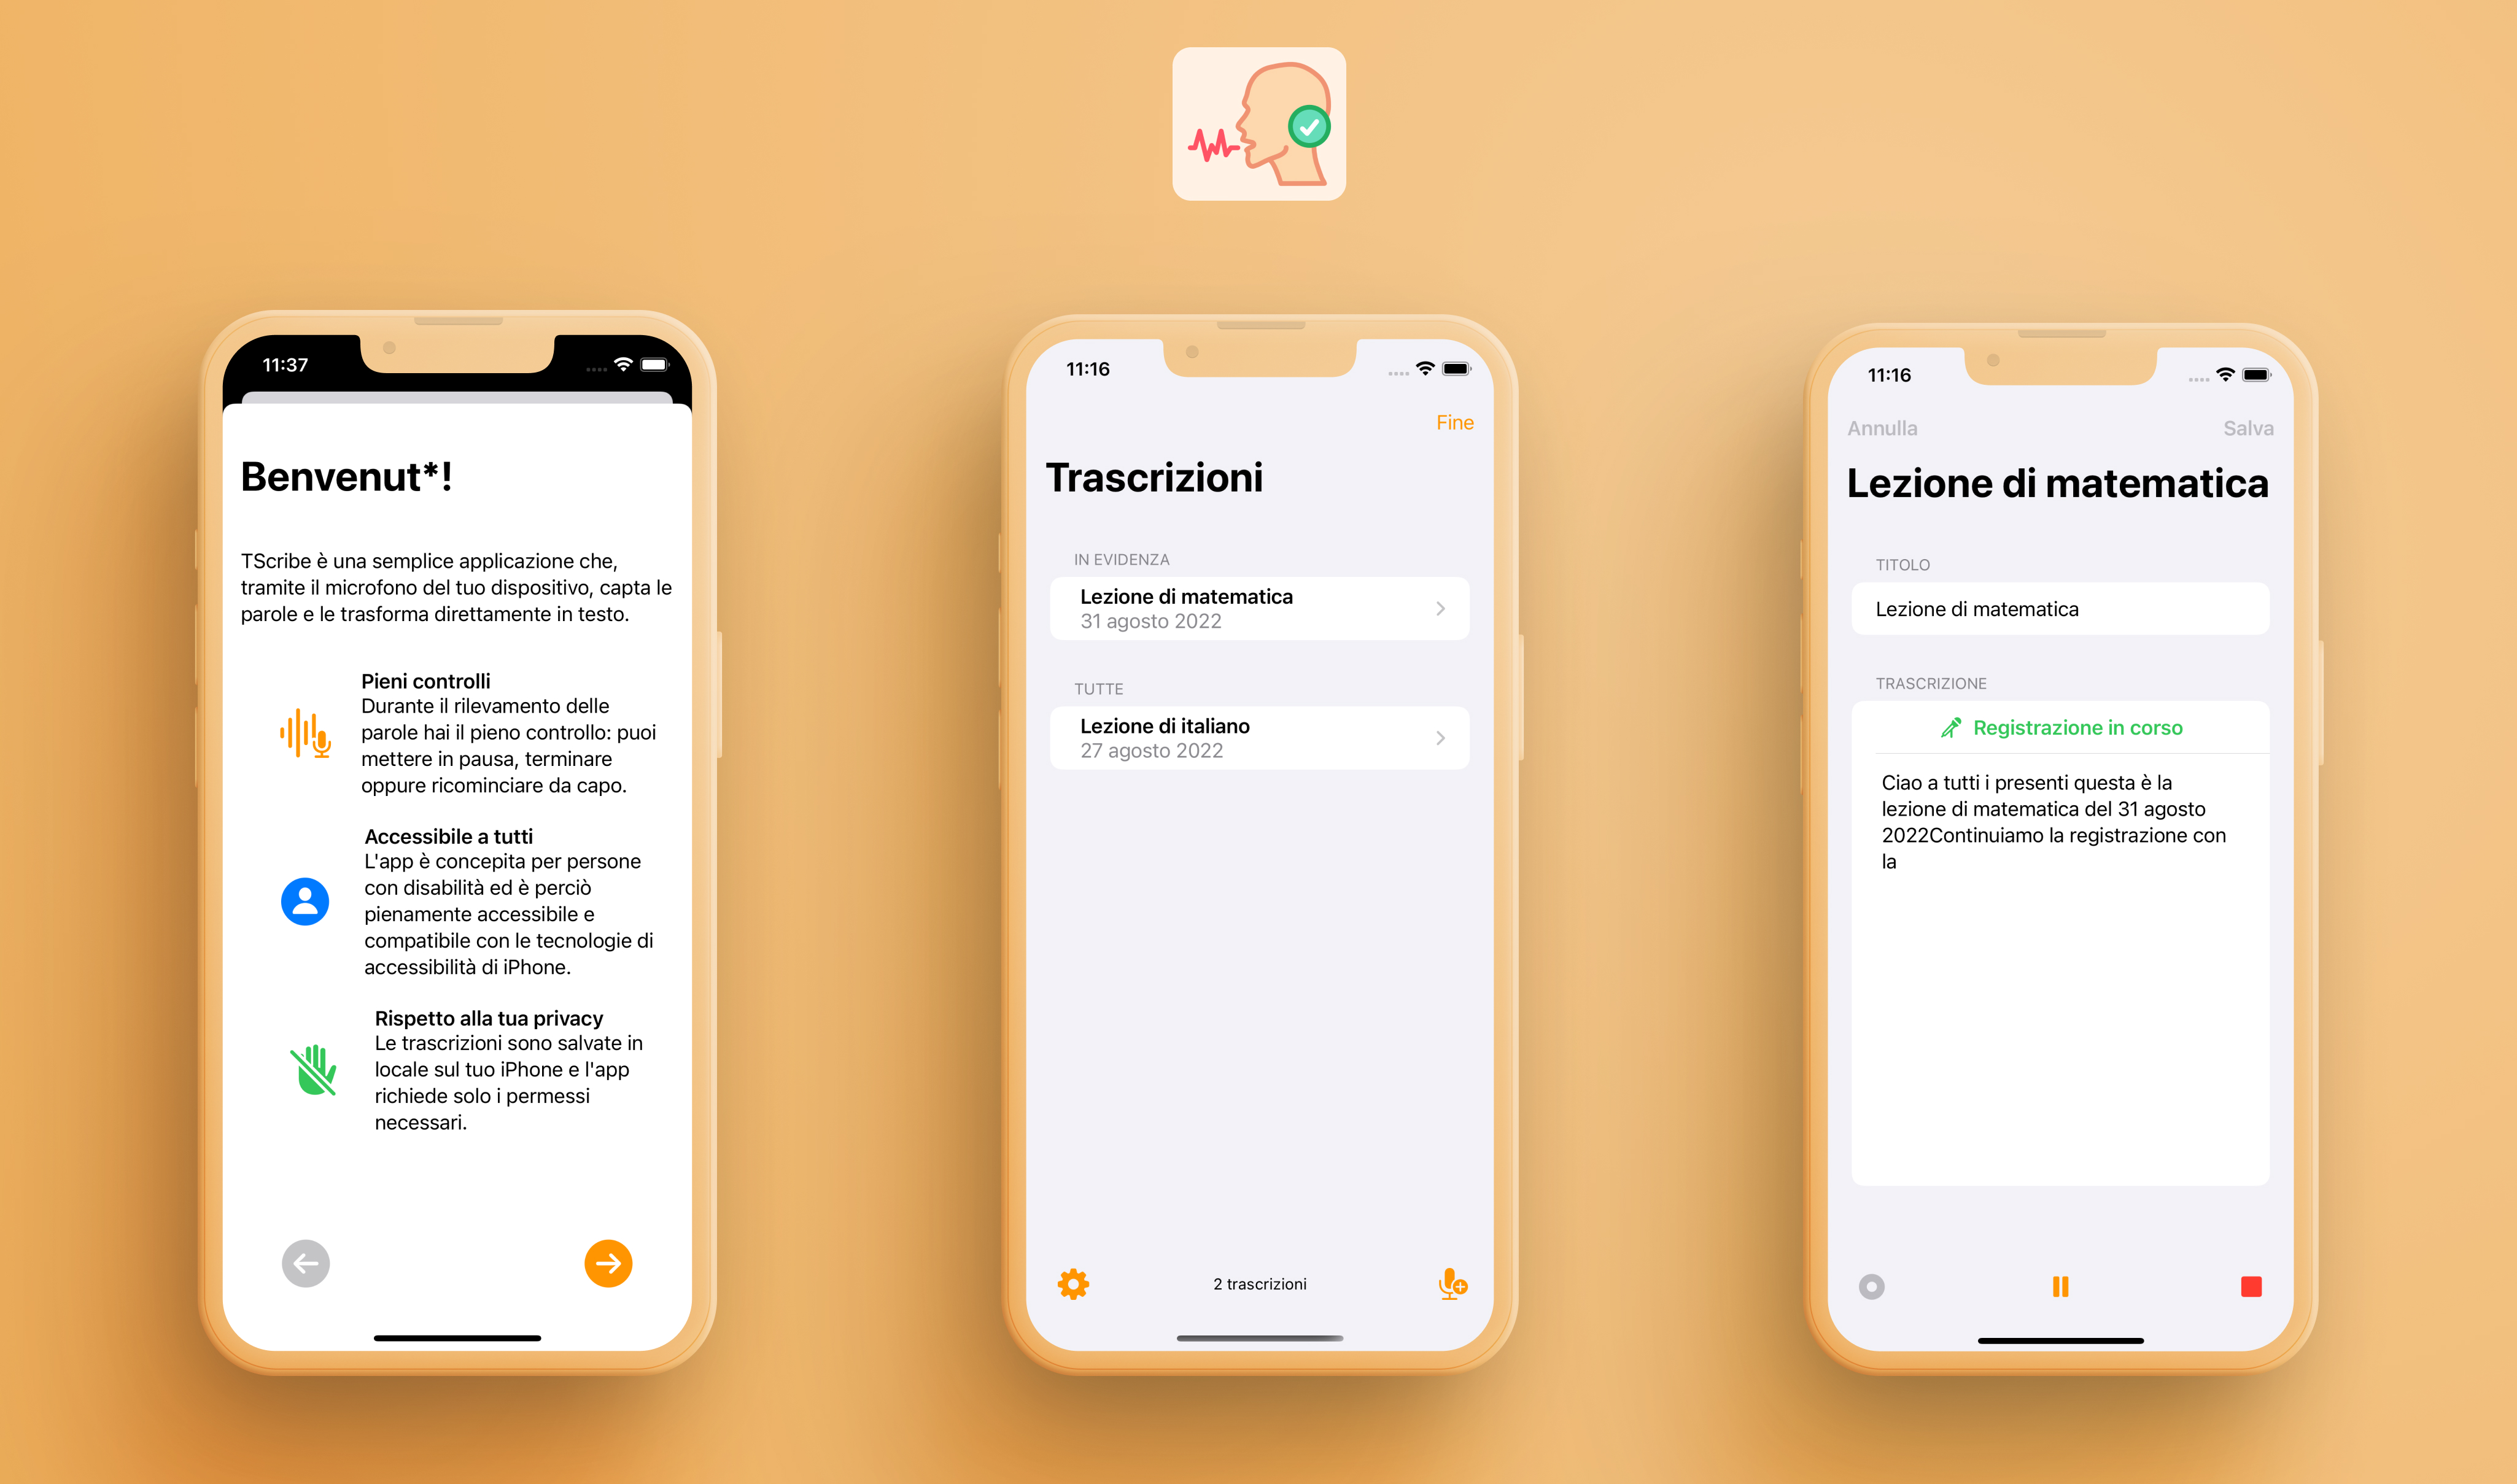 11:37
Benvenut*!
TScribe è una semplice applicazione che,
tramite il microfono del tuo dispositivo, capta le
parole e le trasforma direttamente in testo.
Pieni controlli
Durante il rilevamento delle
parole hai il pieno controllo: puoi
mettere in pausa, terminare
oppure ricominciare da capo.
Accessibile a tutti
L'app è concepita per persone
con disabilità ed è perciò
pienamente accessibile e
compatibile con le tecnologie di
accessibilità di iPhone.
Rispetto alla tua privacy
Le trascrizioni sono salvate in
locale sul tuo iPhone e l'app
richiede solo i permessi
necessari.
11:16
Fine
Trascrizioni
IN EVIDENZA
Lezione di matematica
31 agosto 2022
TUTTE
Lezione di italiano
27 agosto 2022
2 trascrizioni
11:16
Annulla
Salva
Lezione di matematica
TITOLO
Lezione di matematica
TRASCRIZIONE
Registrazione in corso
Ciao a tutti i presenti questa è la
lezione di matematica del 31 agosto
2022Continuiamo la registrazione con
la